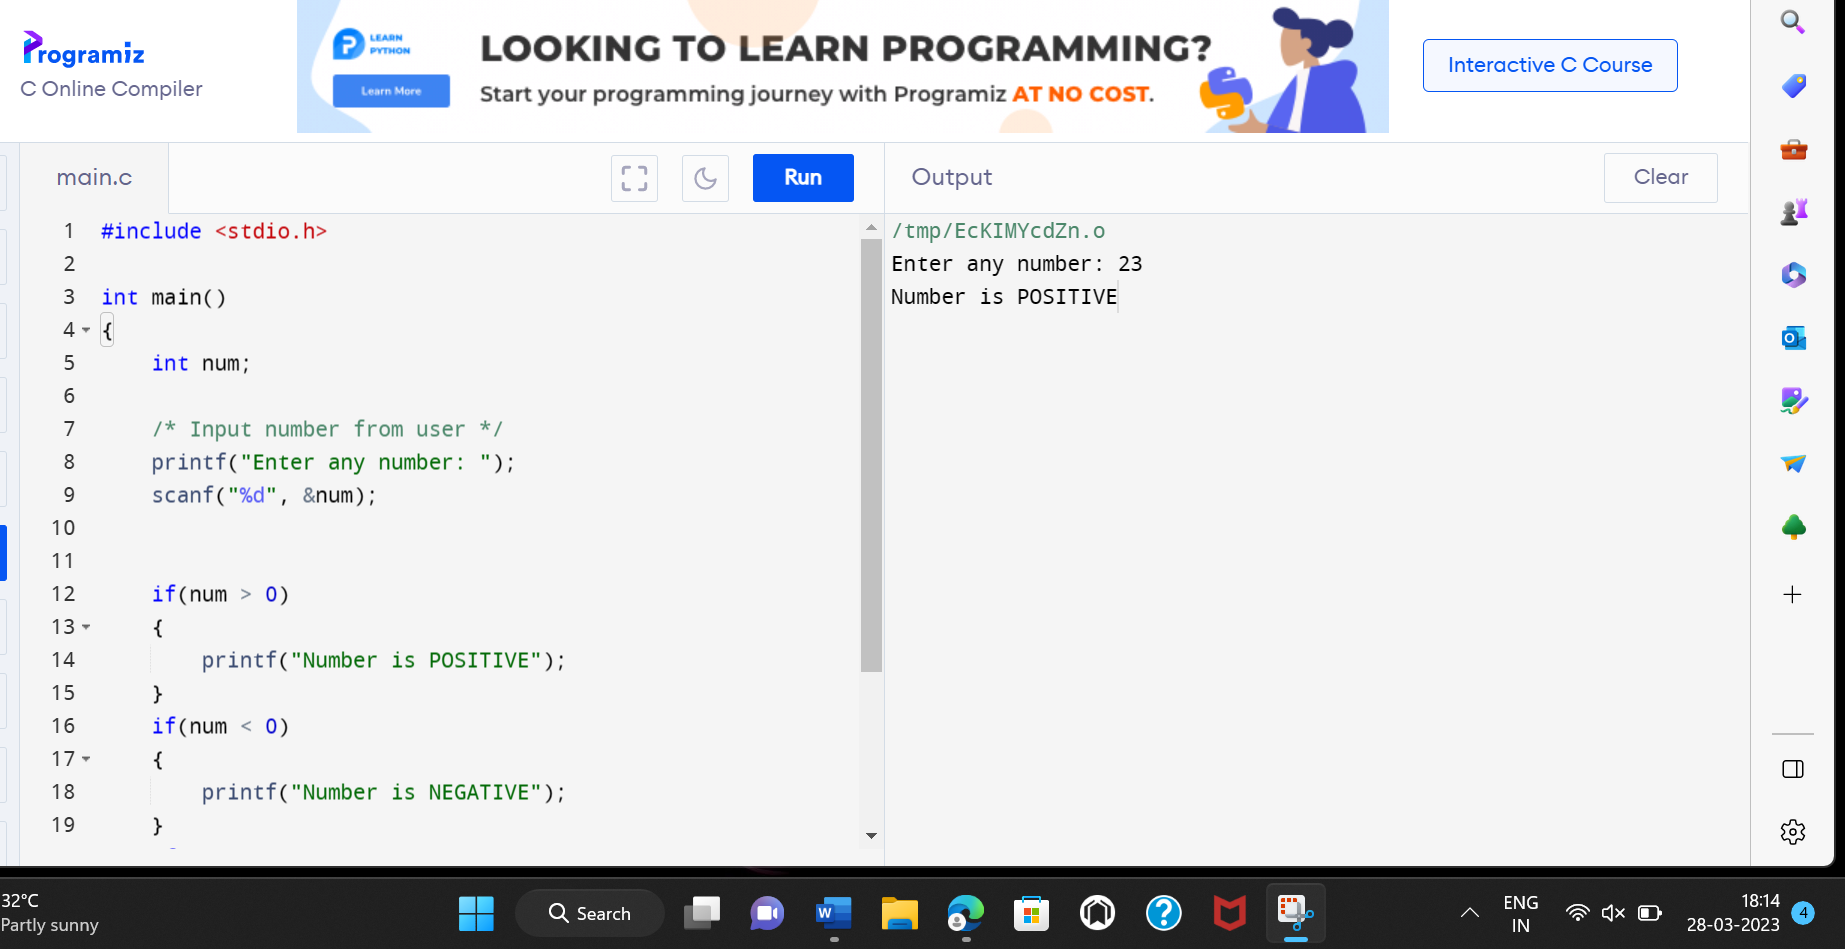 Programiz
C Online Compiler
LEARN
PYTHON
Learn More
LOOKING TO LEARN PROGRAMMING?
Start your programming journey with Programiz AT NO COST.
Interactive C Course
main.c
Run
Output
Clear
1 #include <stdio.h>
2
3 int main()
4 {
5     int num;
6
7     /* Input number from user */
8     printf("Enter any number: ");
9     scanf("%d", &num);
10
11
12     if(num > 0)
13     {
14         printf("Number is POSITIVE");
15     }
16     if(num < 0)
17     {
18         printf("Number is NEGATIVE");
19     }
/tmp/EcKIMYcdZn.o
Enter any number: 23
Number is POSITIVE
32°C
Partly sunny
Search
ENG
IN
18:14
28-03-2023
4